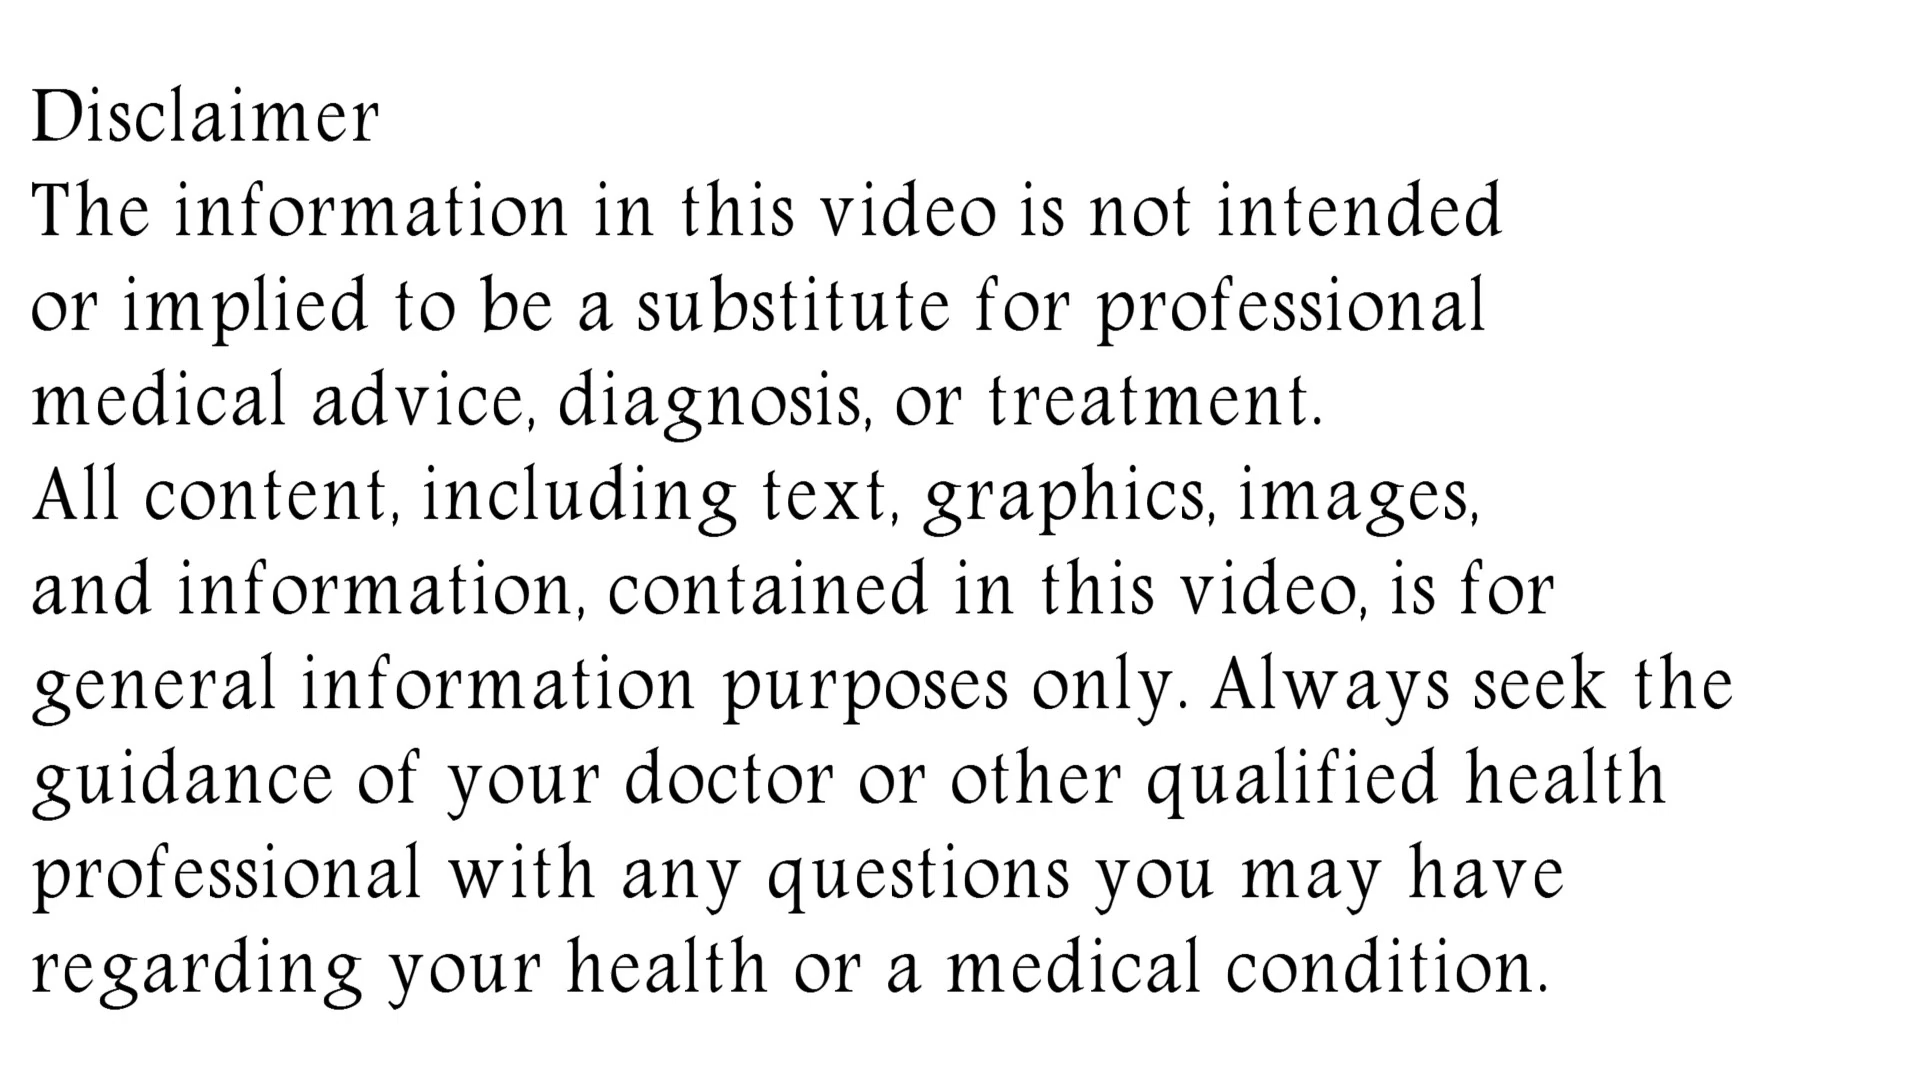 Disclaimer
The information in this video is not intended
or implied to be a substitute for professional
medical advice, diagnosis, or treatment.
All content, including text, graphics, images,
and information, contained in this video, is for
general information purposes only. Always seek the
guidance of your doctor or other qualified health
professional with any questions you may have
regarding your health or a medical condition.